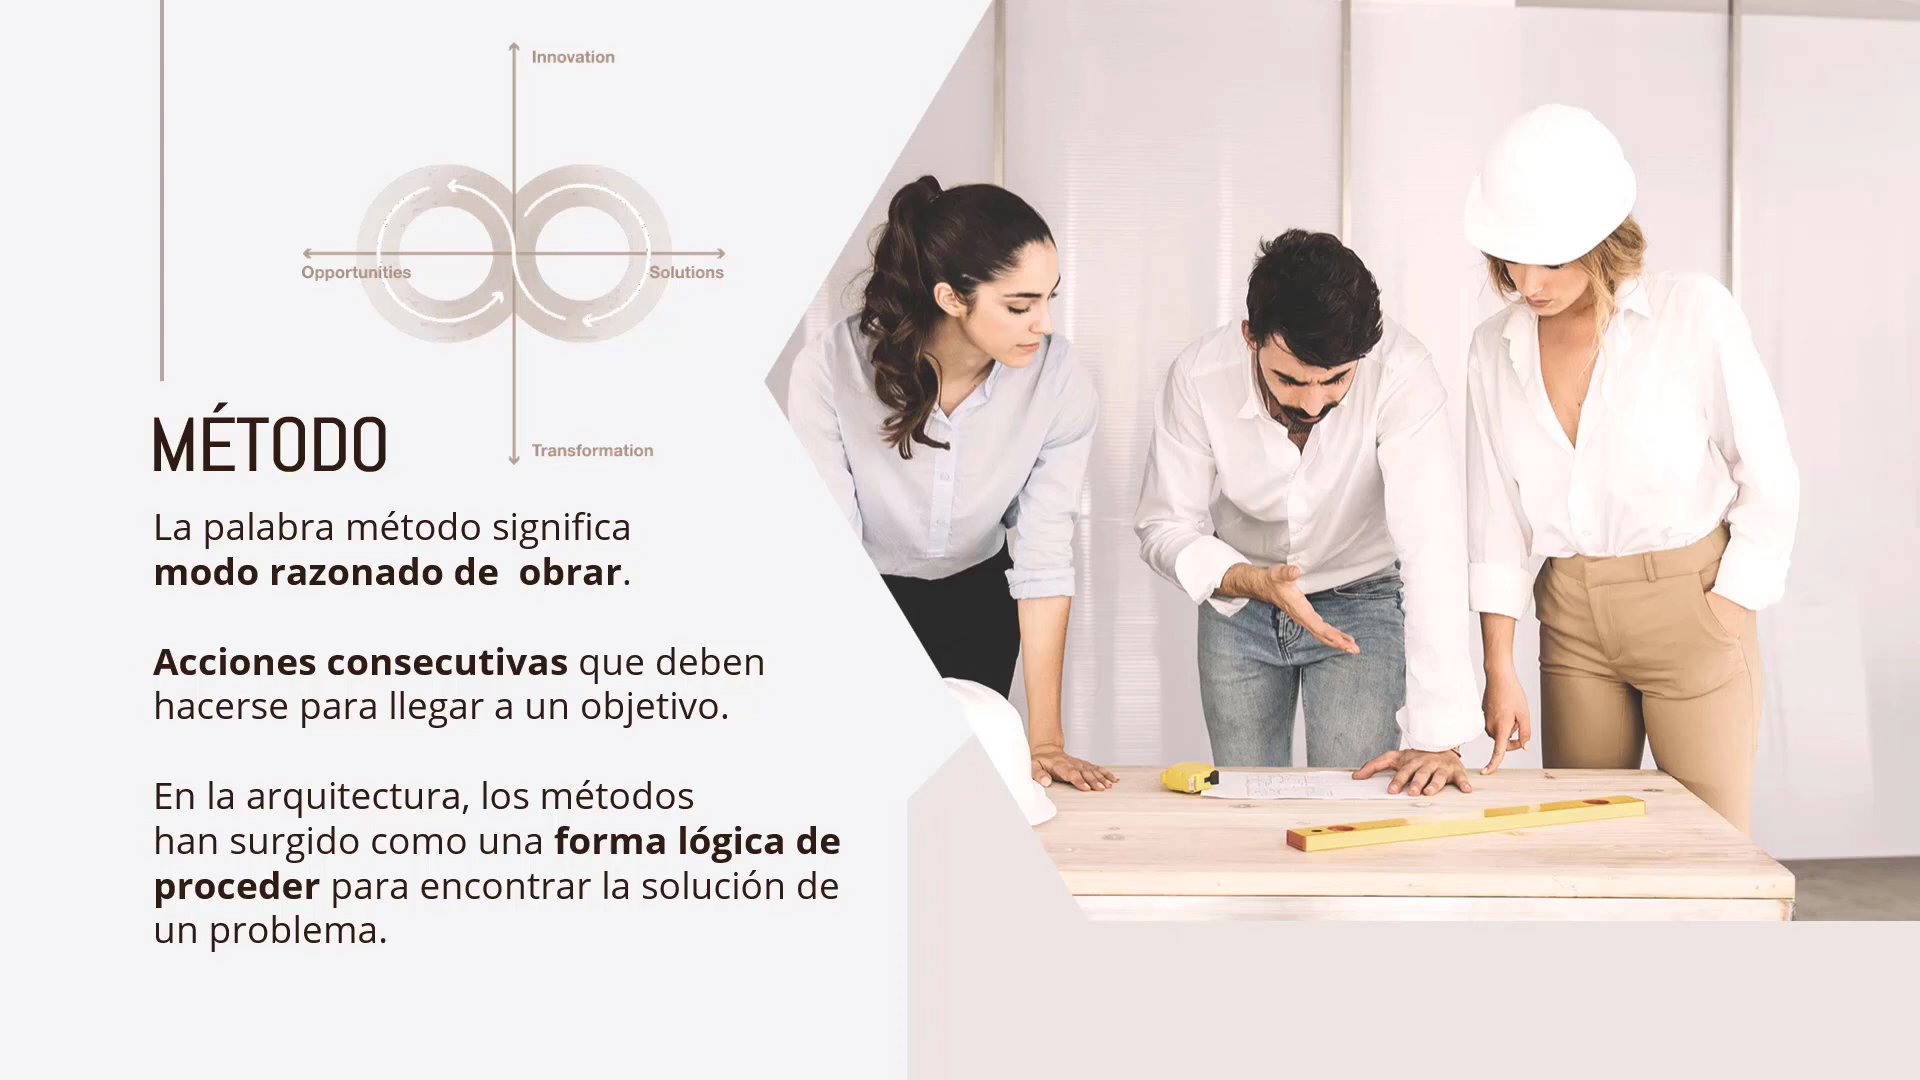 Innovation
Opportunities
Solutions
Transformation
MÉTODO
La palabra método significa
modo razonado de  obrar.
Acciones consecutivas que deben
hacerse para llegar a un objetivo.
En la arquitectura, los métodos
han surgido como una forma lógica de
proceder para encontrar la solución de
un problema.